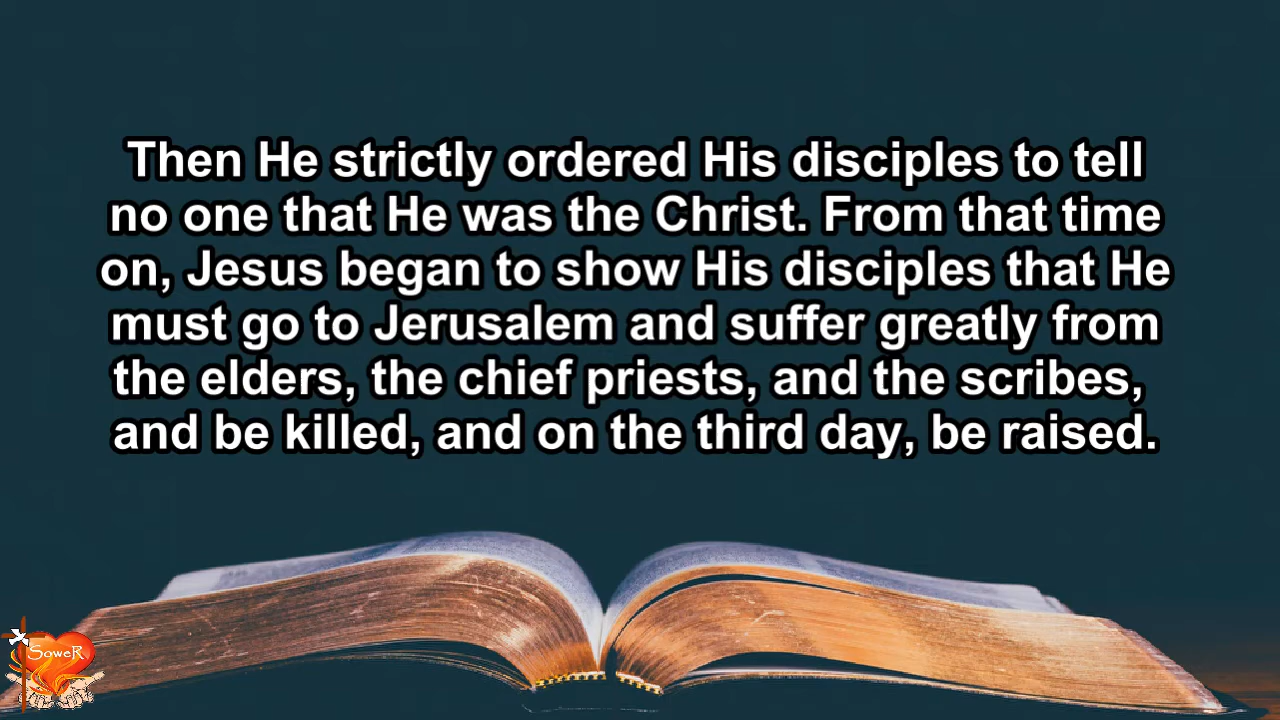 Then He strictly ordered His disciples to tell
no one that He was the Christ. From that time
on, Jesus began to show His disciples that He
must go to Jerusalem and suffer greatly from
the elders, the chief priests, and the scribes,
and be killed, and on the third day, be raised.
SoweR